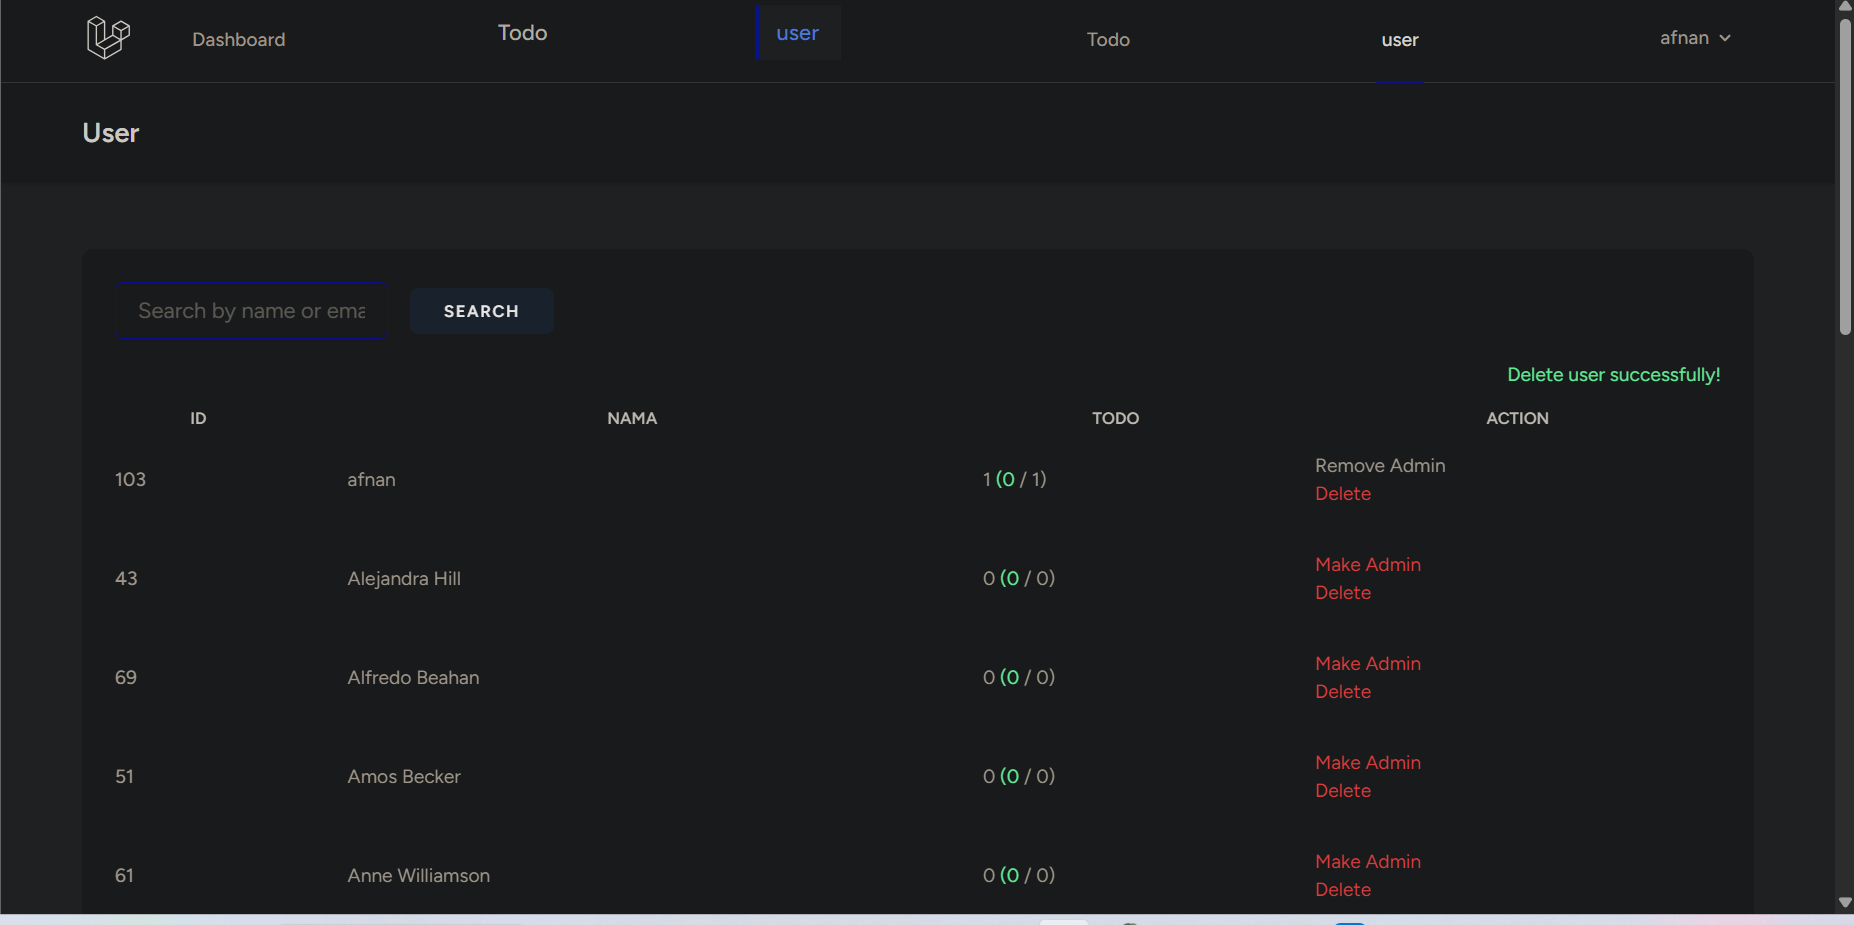 Dashboard Todo user Todo user afnan
User
Search by name or ema SEARCH
Delete user successfully!
ID NAMA TODO ACTION
103 afnan 1 (0 / 1) Remove Admin
Delete
43 Alejandra Hill 0 (0 / 0) Make Admin
Delete
69 Alfredo Beahan 0 (0 / 0) Make Admin
Delete
51 Amos Becker 0 (0 / 0) Make Admin
Delete
61 Anne Williamson 0 (0 / 0) Make Admin
Delete